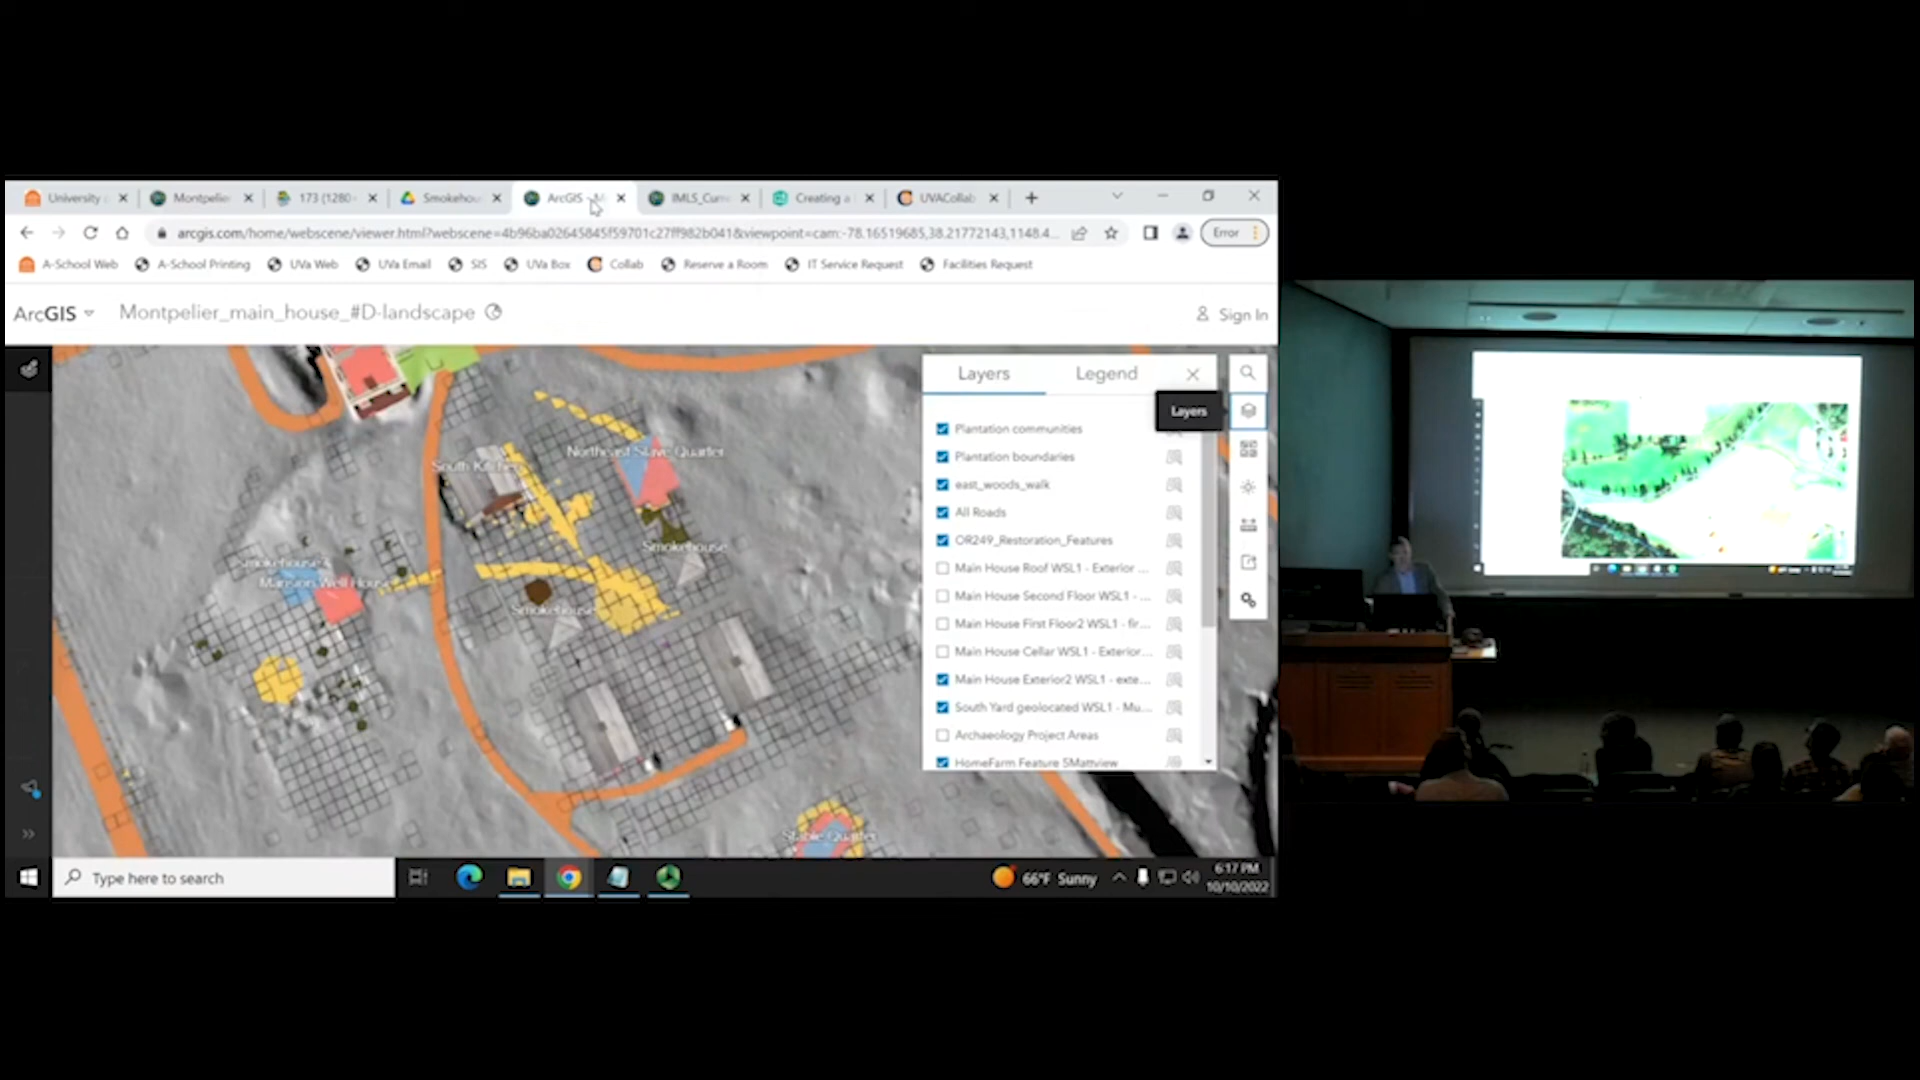 University
Montpelier
173 (1280
Smokehou
ArcGIS
IMLS_Curr
Creating a
UVACollab
arcgis.com/home/webscene/viewer.html?webscene=4b96ba02645845f59701c27ff982b041&viewpoint=cam:-78.16519685,38.21772143,1148.4...
Error
A-School Web
A-School Printing
UVa Web
UVa Email
SIS
UVa Box
Collab
Reserve a Room
IT Service Request
Facilities Request
ArcGIS
Montpelier_main_house_#D-landscape
Sign In
Layers
Legend
Layers
Plantation communities
Plantation boundaries
east_woods_walk
All Roads
OR249_Restoration_Features
Main House Roof WSL1 - Exterior ...
Main House Second Floor WSL1 - ...
Main House First Floor2 WSL1 - fir...
Main House Cellar WSL1 - Exterior...
Main House Exterior2 WSL1 - exte...
South Yard geolocated WSL1 - Mu...
Archaeology Project Areas
HomeFarm Feature SMattview
Northeast Slave Quarter
South Kitchen
Smokehouse
Smokehouse
Mansion Well House
Smokehouse
Stable Quarter
Type here to search
66°F Sunny
6:17 PM
10/10/2022